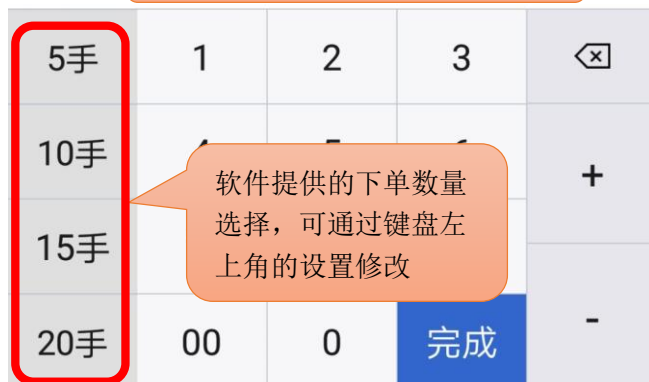 5手 1 2 3
10手
+
软件提供的下单数量
选择，可通过键盘左
上角的设置修改
15手
20手 00 0 完成 -